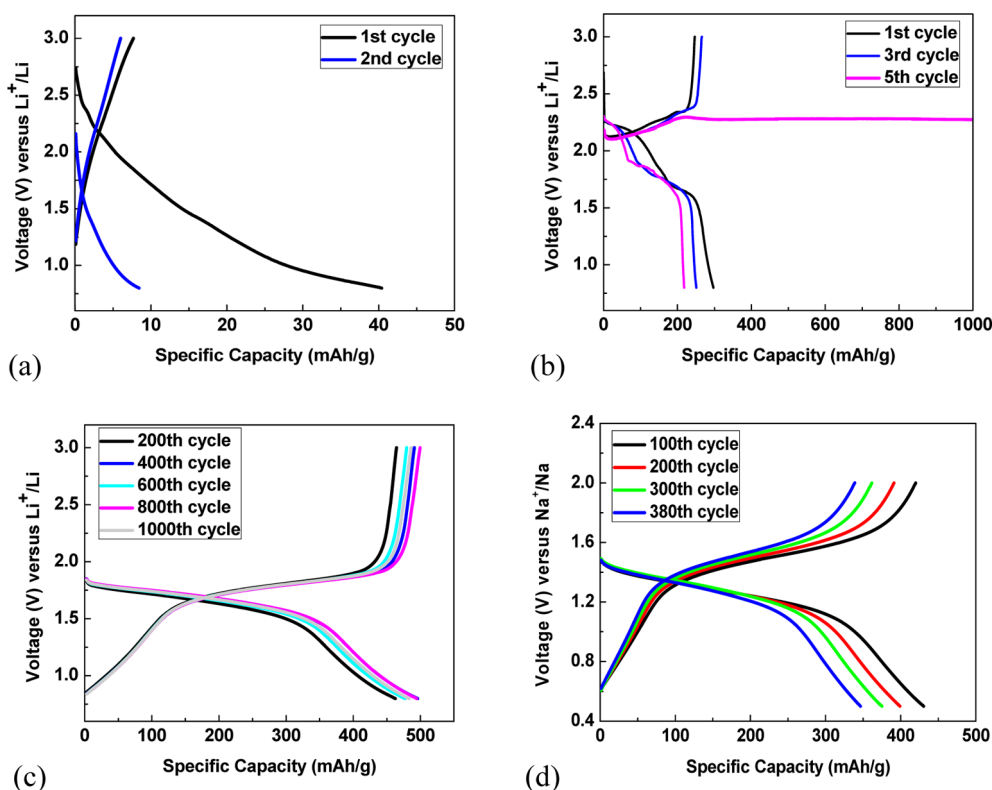 3.0
2.5
2.0
1.5
1.0
Voltage (V) versus Li+/Li
1st cycle
2nd cycle
0 10 20 30 40 50
Specific Capacity (mAh/g)
(a)
3.0
2.5
2.0
1.5
1.0
Voltage (V) versus Li+/Li
1st cycle
3rd cycle
5th cycle
0 200 400 600 800 1000
Specific Capacity (mAh/g)
(b)
3.0
2.5
2.0
1.5
1.0
Voltage (V) versus Li+/Li
200th cycle
400th cycle
600th cycle
800th cycle
1000th cycle
0 100 200 300 400 500
Specific Capacity (mAh/g)
(c)
2.4
2.0
1.6
1.2
0.8
0.4
Voltage (V) versus Na+/Na
100th cycle
200th cycle
300th cycle
380th cycle
0 100 200 300 400 500
Specific Capacity (mAh/g)
(d)